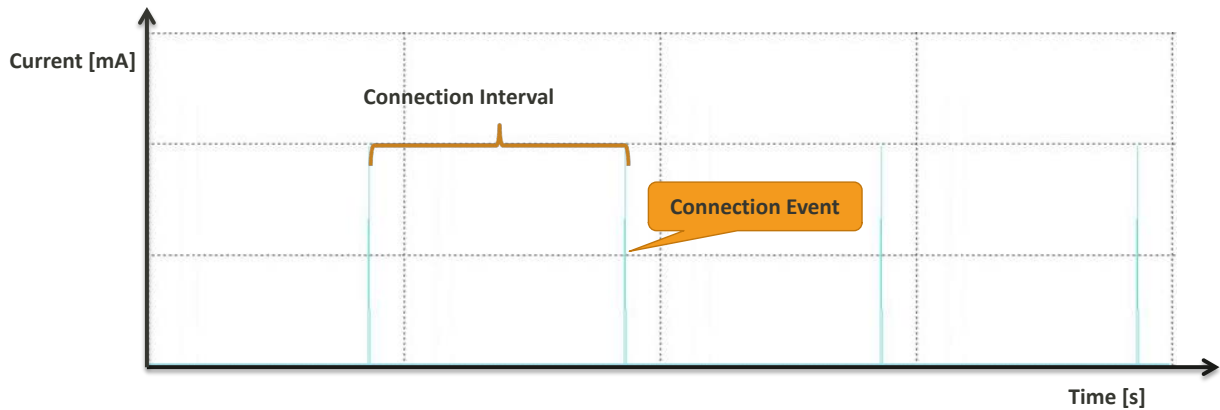 Current [mA]
Connection Interval
Connection Event
Time [s]